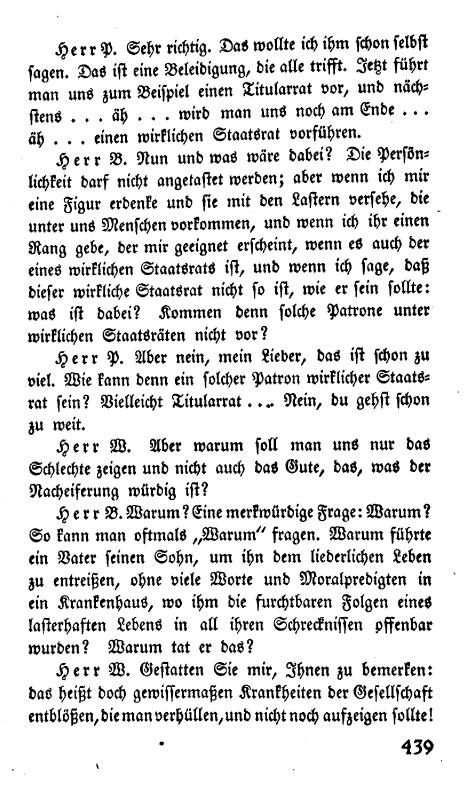 Herr P. Sehr richtig. Das wollte ich ihm schon selbst
sagen. Das ist eine Beleidigung, die alle trifft. Jetzt führt
man uns zum Beispiel einen Titularrat vor, und näch-
stens . . . äh . . . wird man uns noch am Ende . . .
äh . . . einen wirklichen Staatsrat vorführen.
Herr B. Nun und was wäre dabei? Die Persön-
lichkeit darf nicht angetastet werden; aber wenn ich mir
eine Figur erdenke und sie mit den Lastern versehe, die
unter uns Menschen vorkommen, und wenn ich ihr einen
Rang gebe, der mir geeignet erscheint, wenn es auch der
eines wirklichen Staatsrats ist, und wenn ich sage, daß
dieser wirkliche Staatsrat nicht so ist, wie er sein sollte:
was ist dabei? Kommen denn solche Patrone unter
wirklichen Staatsräten nicht vor?
Herr P. Aber nein, mein Lieber, das ist schon zu
viel. Wie kann denn ein solcher Patron wirklicher Staats-
rat sein? Vielleicht Titularrat . . . Nein, du gehst schon
zu weit.
Herr W. Aber warum soll man uns nur das
Schlechte zeigen und nicht auch das Gute, das, was der
Nacheiferung würdig ist?
Herr B. Warum? Eine merkwürdige Frage: Warum?
So kann man oftmals „Warum“ fragen. Warum führte
ein Vater seinen Sohn, um ihn dem liederlichen Leben
zu entreißen, ohne viele Worte und Moralpredigten in
ein Krankenhaus, wo ihm die furchtbaren Folgen eines
lasterhaften Lebens in all ihren Schrecknissen offenbar
wurden? Warum tat er das?
Herr W. Gestatten Sie mir, Ihnen zu bemerken:
das heißt doch gewissermaßen Krankheiten der Gesellschaft
entblößen, die man verhüllen, und nicht noch aufzeigen sollte!
439